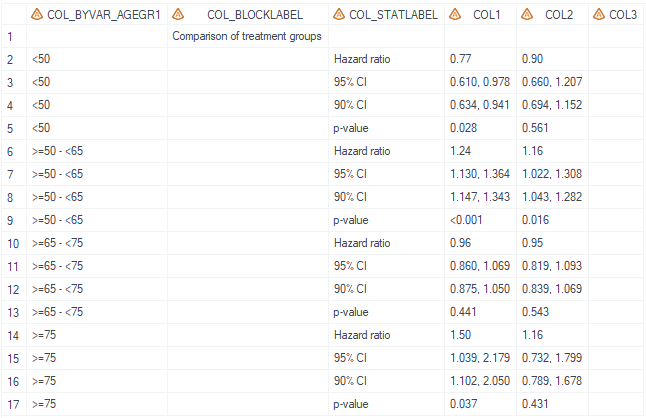 COL_BYVAR_AGEGR1 COL_BLOCKLABEL COL_STATLABEL COL1 COL2 COL3
1 Comparison of treatment groups
2 <50 Hazard ratio 0.77 0.90
3 <50 95% CI 0.610, 0.978 0.660, 1.207
4 <50 90% CI 0.634, 0.941 0.694, 1.152
5 <50 p-value 0.028 0.561
6 >=50 - <65 Hazard ratio 1.24 1.16
7 >=50 - <65 95% CI 1.130, 1.364 1.022, 1.308
8 >=50 - <65 90% CI 1.147, 1.343 1.043, 1.282
9 >=50 - <65 p-value <0.001 0.016
10 >=65 - <75 Hazard ratio 0.96 0.95
11 >=65 - <75 95% CI 0.860, 1.069 0.819, 1.093
12 >=65 - <75 90% CI 0.875, 1.050 0.839, 1.069
13 >=65 - <75 p-value 0.441 0.543
14 >=75 Hazard ratio 1.50 1.16
15 >=75 95% CI 1.039, 2.179 0.732, 1.799
16 >=75 90% CI 1.102, 2.050 0.789, 1.678
17 >=75 p-value 0.037 0.431